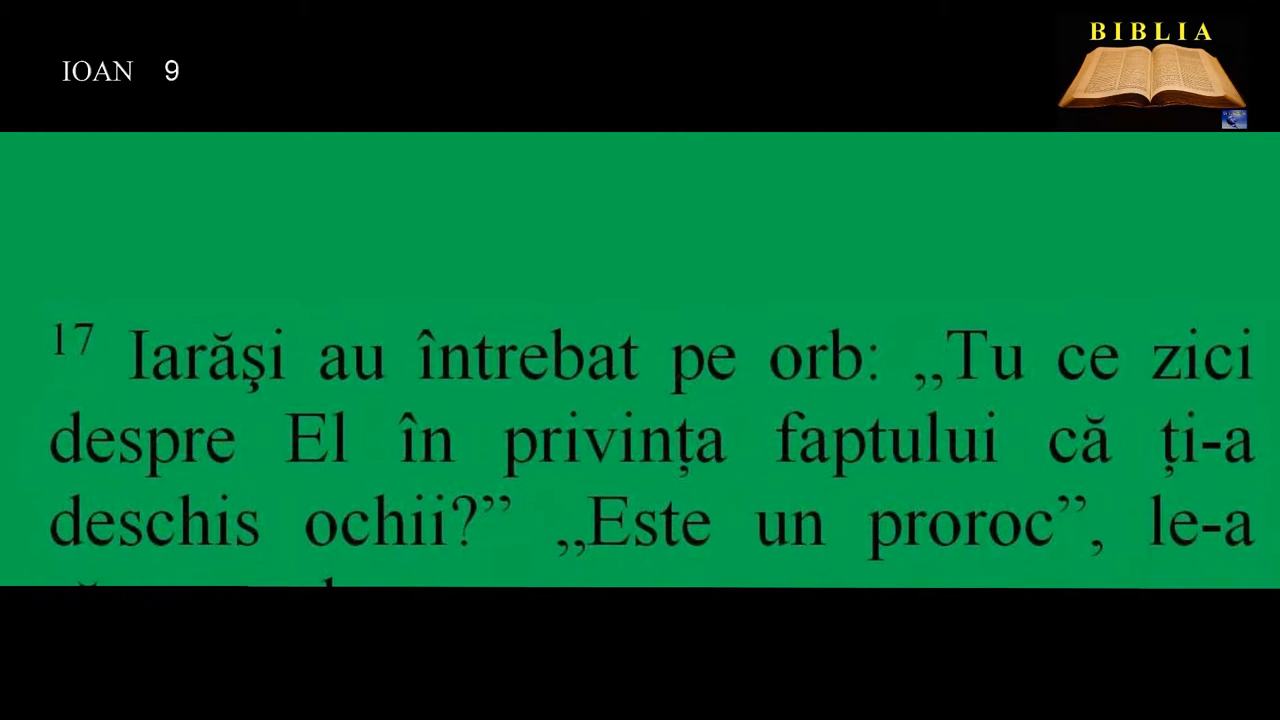 BIBLIA
IOAN 9
17 Iarăşi au întrebat pe orb: „Tu ce zici
despre El în privința faptului că ți-a
deschis ochii?” „Este un proroc”, le-a